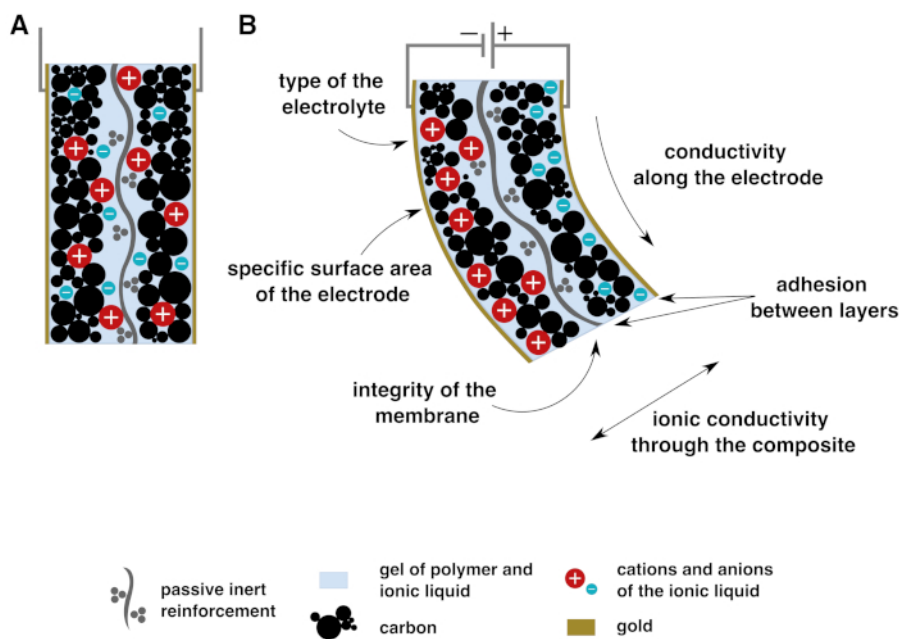 A
B
− +
type of the
electrolyte
conductivity
along the electrode
specific surface area
of the electrode
adhesion
between layers
integrity of the
membrane
ionic conductivity
through the composite
passive inert
reinforcement
gel of polymer and
ionic liquid
cations and anions
of the ionic liquid
carbon
gold